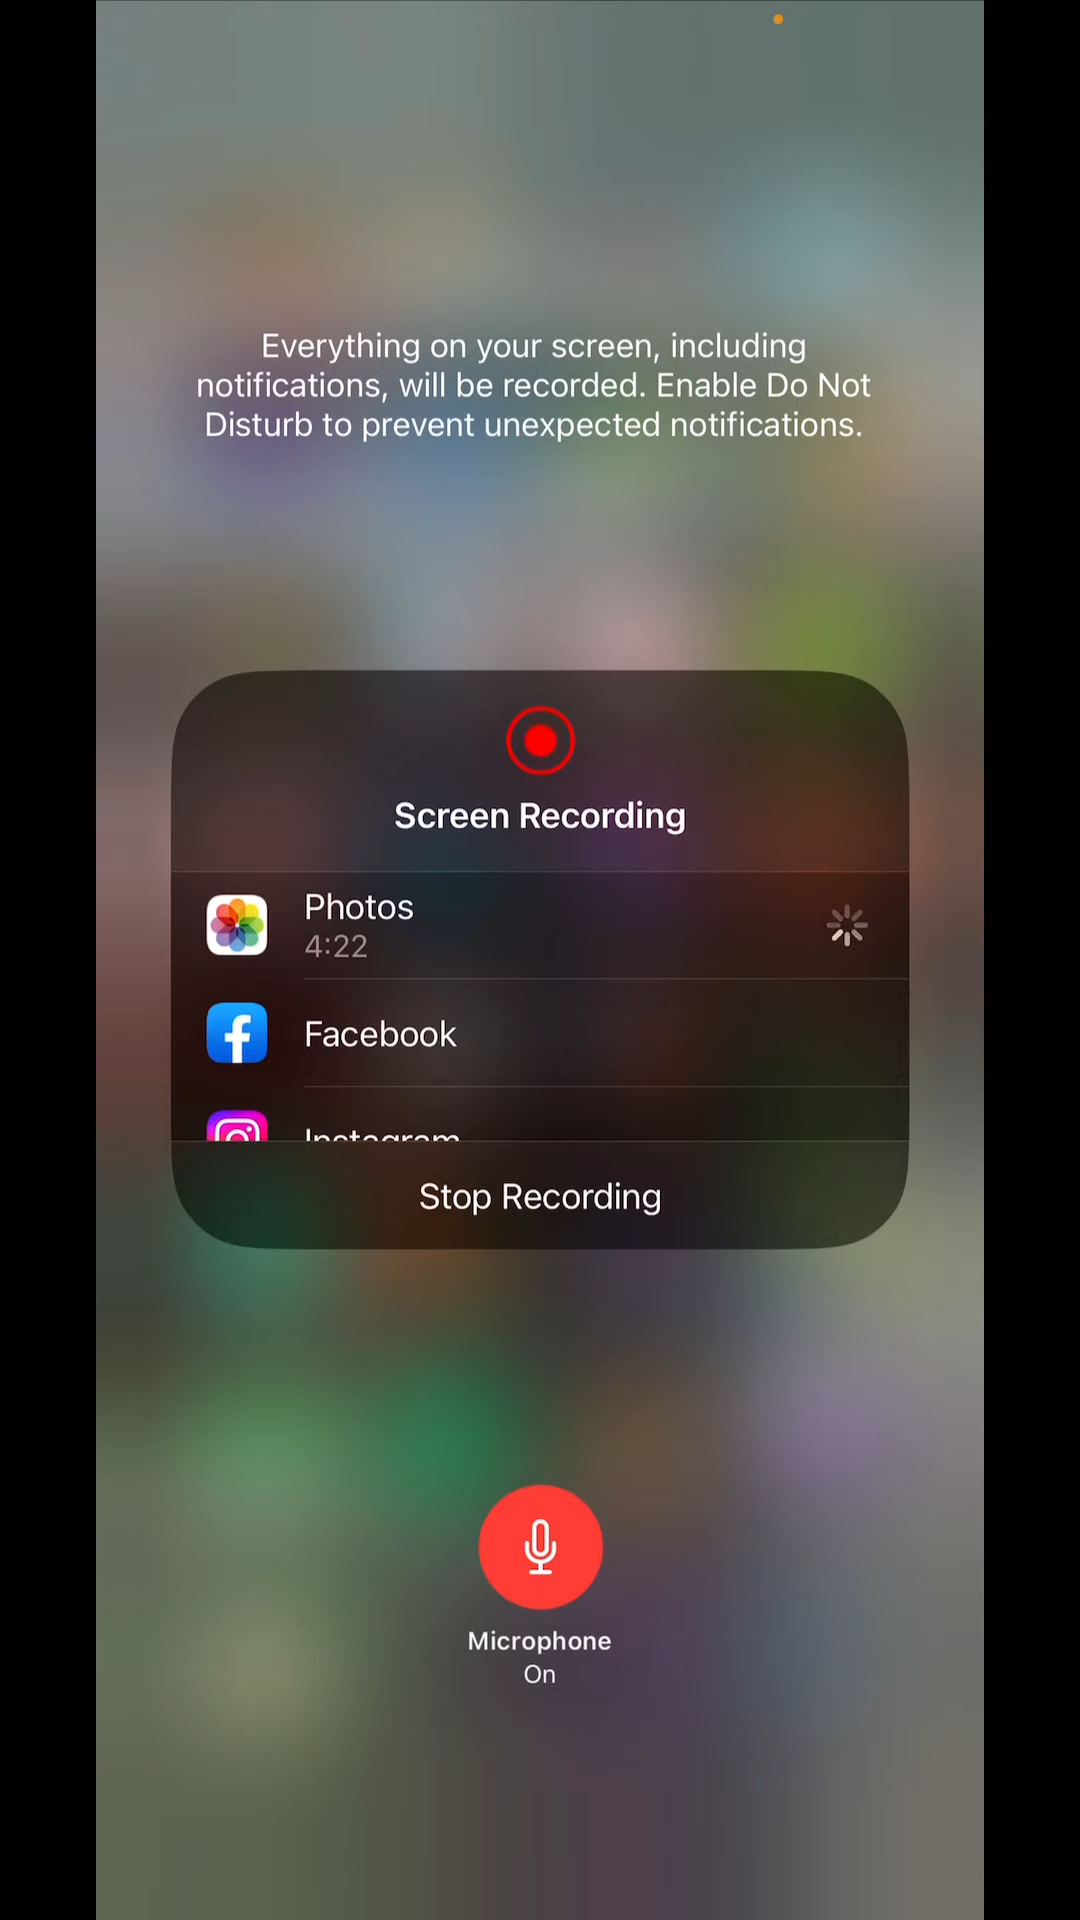 Everything on your screen, including
notifications, will be recorded. Enable Do Not
Disturb to prevent unexpected notifications.
Screen Recording
Photos
4:22
Facebook
Instagram
Stop Recording
Microphone
On